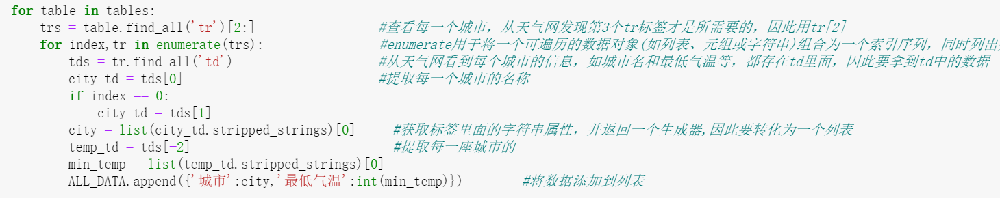 for table in tables:
    trs = table.find_all('tr')[2:]                 #查看每一个城市，从天气网发现第3个tr标签才是所需要的，因此用tr[2]
    for index,tr in enumerate(trs):                #enumerate用于将一个可遍历的数据对象(如列表、元组或字符串)组合为一个索引序列，同时列出
        tds = tr.find_all('td')                    #从天气网看到每个城市的信息，如城市名和最低气温等，都存在td里面，因此要拿到td中的数据
        city_td = tds[0]                           #提取每一个城市的名称
        if index == 0:
            city_td = tds[1]
        city = list(city_td.stripped_strings)[0]     #获取标签里面的字符串属性，并返回一个生成器,因此要转化为一个列表
        temp_td = tds[-2]                            #提取每一座城市的
        min_temp = list(temp_td.stripped_strings)[0]
        ALL_DATA.append({'城市':city,'最低气温':int(min_temp)})        #将数据添加到列表